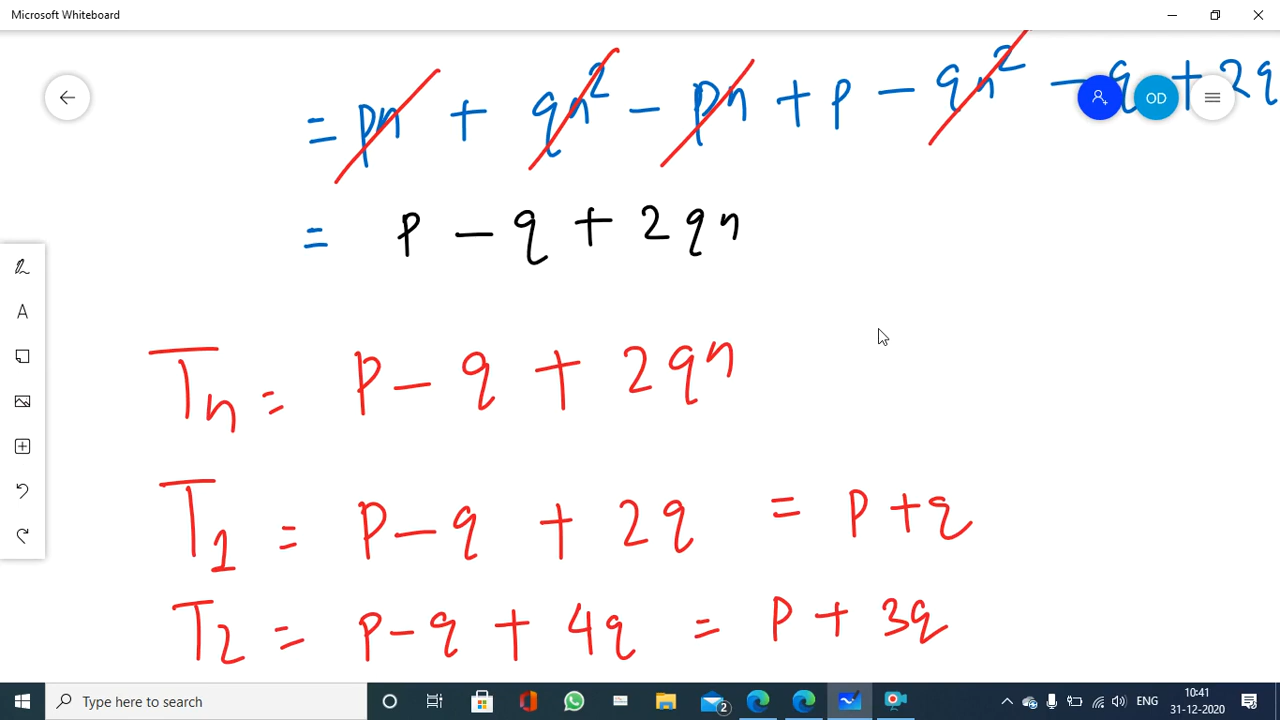 Microsoft Whiteboard
= pn + qn² - pn + p - qn² - q + 2q
OD
= p - q + 2qn
A
Tn = p - q + 2qn
T1 = p - q + 2q = p + q
T2 = p - q + 4q = p + 3q
Type here to search
2
ENG
10:41
31-12-2020